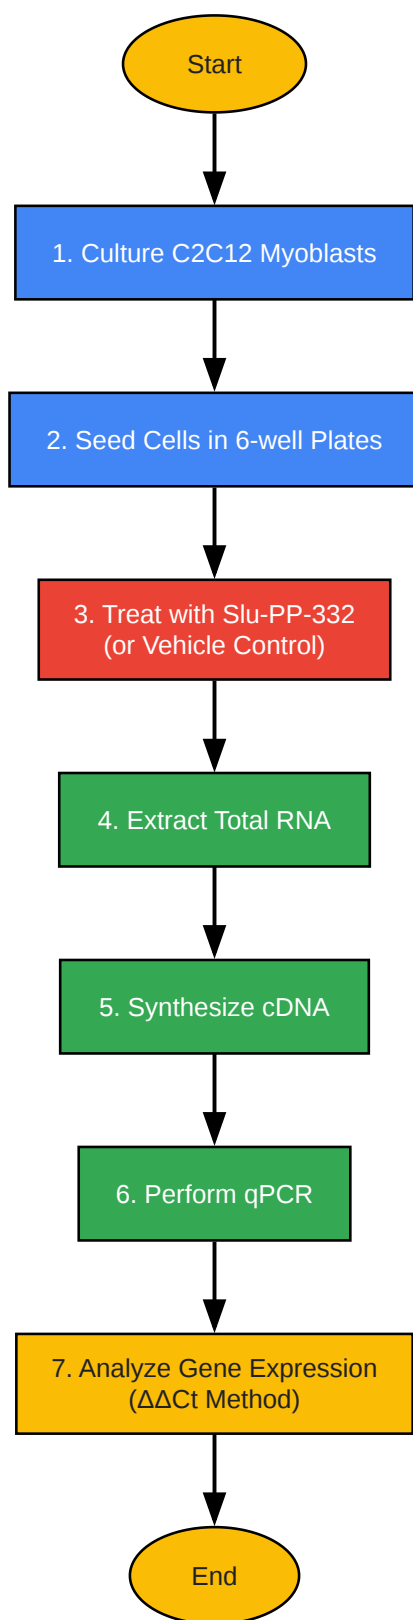 Start
1. Culture C2C12 Myoblasts
2. Seed Cells in 6-well Plates
3. Treat with Slu-PP-332
(or Vehicle Control)
4. Extract Total RNA
5. Synthesize cDNA
6. Perform qPCR
7. Analyze Gene Expression
(ΔΔCt Method)
End